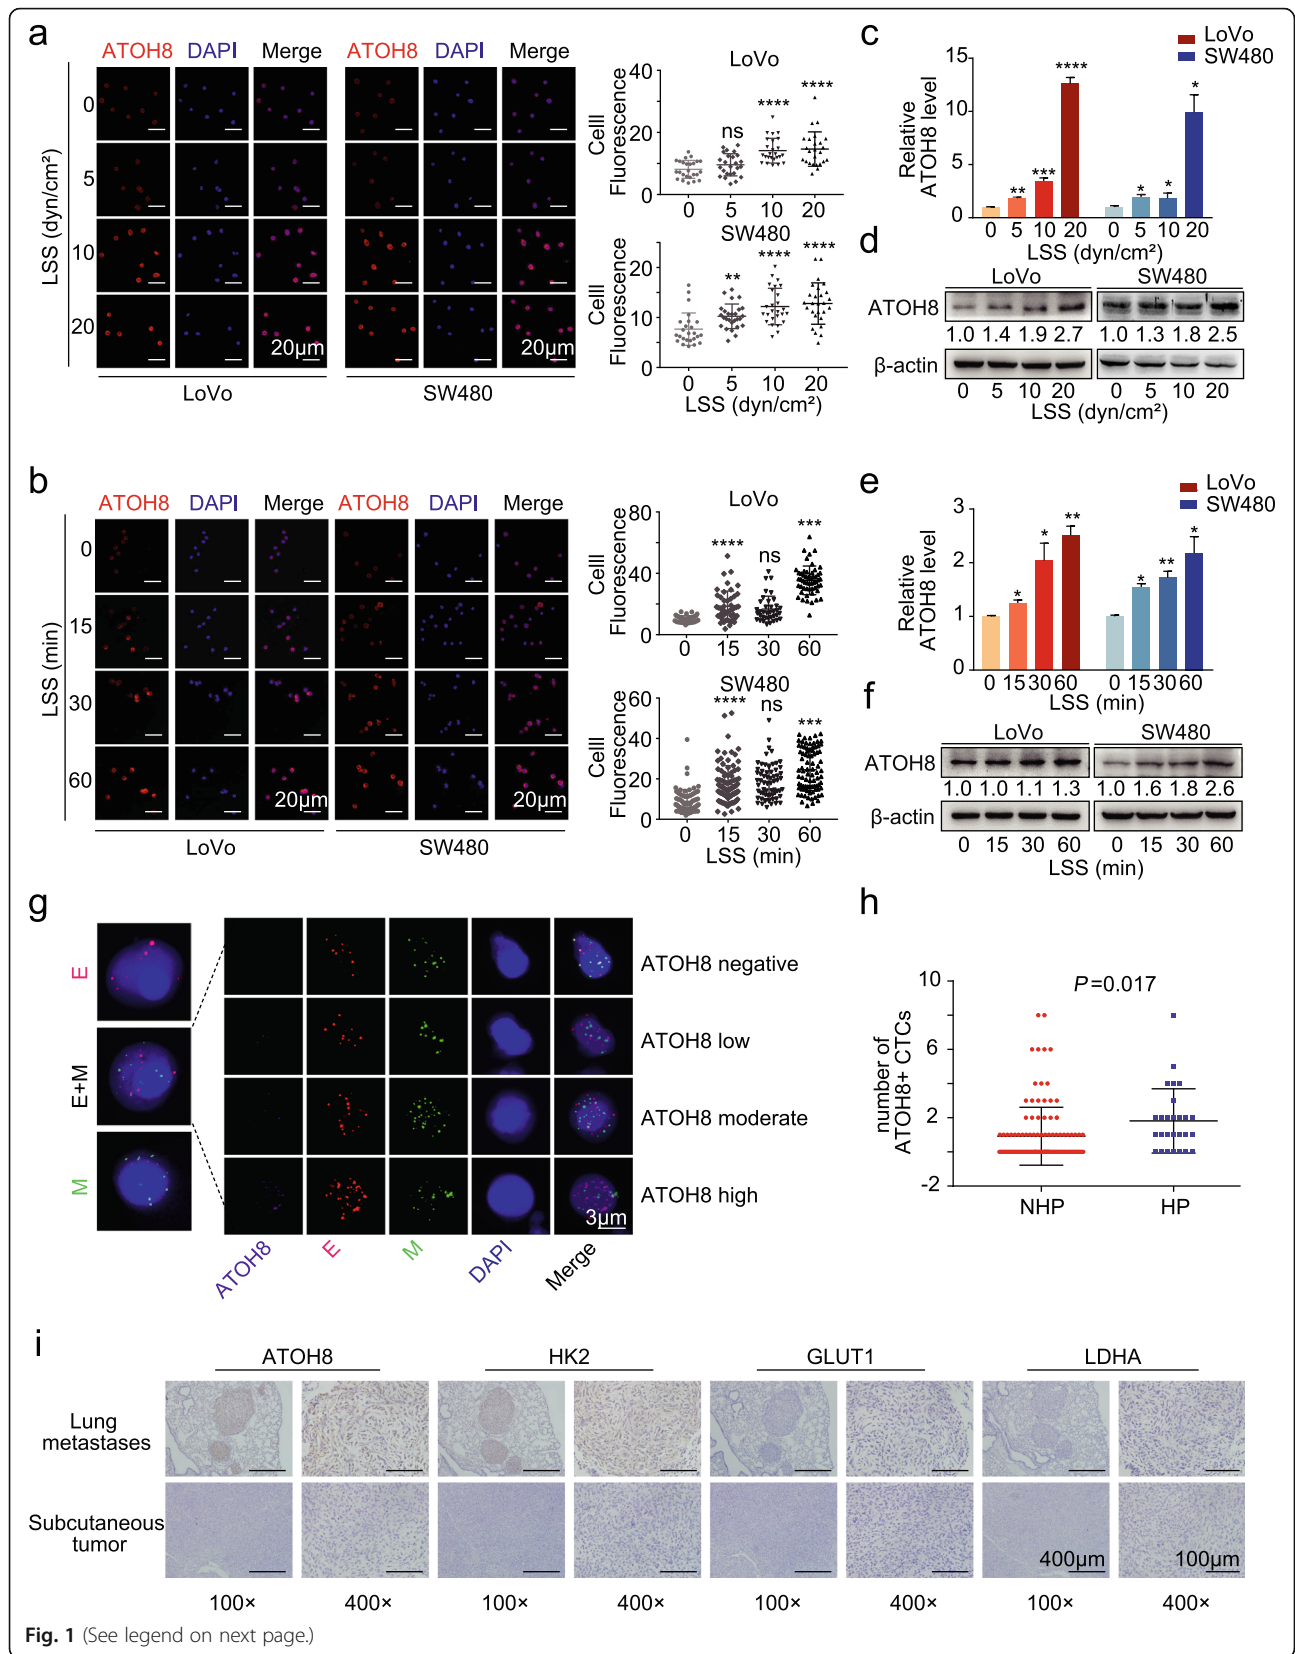 a
ATOH8 DAPI Merge ATOH8 DAPI Merge
LSS (dyn/cm²)
0
5
10
20
20µm 20µm
LoVo SW480
LoVo
CellI Fluorescence
40
20
0
ns **** ****
0 5 10 20
SW480
CellI Fluorescence
20
10
0
** **** ****
0 5 10 20
LSS (dyn/cm²)
c
LoVo
SW480
Relative ATOH8 level
15
10
5
0
** *** **** * * *
0 5 10 20 0 5 10 20
LSS (dyn/cm²)
d
LoVo SW480
ATOH8
1.0 1.4 1.9 2.7 1.0 1.3 1.8 2.5
β-actin
0 5 10 20 0 5 10 20
LSS (dyn/cm²)
b
ATOH8 DAPI Merge ATOH8 DAPI Merge
LSS (min)
0
15
30
60
20µm 20µm
LoVo SW480
LoVo
CellI Fluorescence
80
40
20
0
**** ns ***
0 15 30 60
SW480
CellI Fluorescence
60
40
20
0
**** ns ***
0 15 30 60
LSS (min)
e
LoVo
SW480
Relative ATOH8 level
3
2
1
0
* * ** * ** *
0 15 30 60 0 15 30 60
LSS (min)
f
LoVo SW480
ATOH8
1.0 1.0 1.1 1.3 1.0 1.6 1.8 2.6
β-actin
0 15 30 60 0 15 30 60
LSS (min)
g
E
E+M
M
ATOH8 negative
ATOH8 low
ATOH8 moderate
ATOH8 high
3µm
ATOH8 E M DAPI Merge
h
number of ATOH8+ CTCs
10
6
2
-2
P=0.017
NHP HP
i
ATOH8 HK2 GLUT1 LDHA
Lung
metastases
Subcutaneous
tumor
400µm 100µm
100× 400× 100× 400× 100× 400× 100× 400×
Fig. 1 (See legend on next page.)